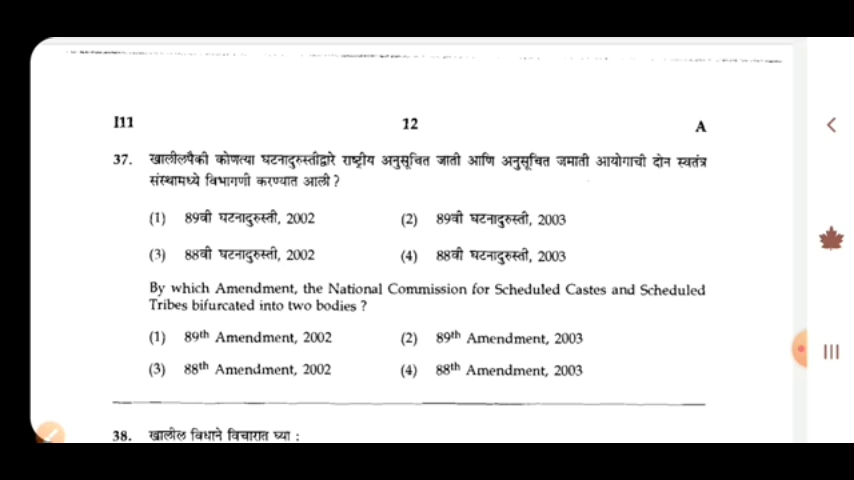 I11 12 A
37. खालीलपैकी कोणत्या घटनादुरुस्तीद्वारे राष्ट्रीय अनुसूचित जाती आणि अनुसूचित जमाती आयोगाची दोन स्वतंत्र
संस्थामध्ये विभागणी करण्यात आली ?
(1) 89वी घटनादुरुस्ती, 2002 (2) 89वी घटनादुरुस्ती, 2003
(3) 88वी घटनादुरुस्ती, 2002 (4) 88वी घटनादुरुस्ती, 2003
By which Amendment, the National Commission for Scheduled Castes and Scheduled
Tribes bifurcated into two bodies ?
(1) 89th Amendment, 2002 (2) 89th Amendment, 2003
(3) 88th Amendment, 2002 (4) 88th Amendment, 2003
38. खालील विधाने विचारात घ्या :